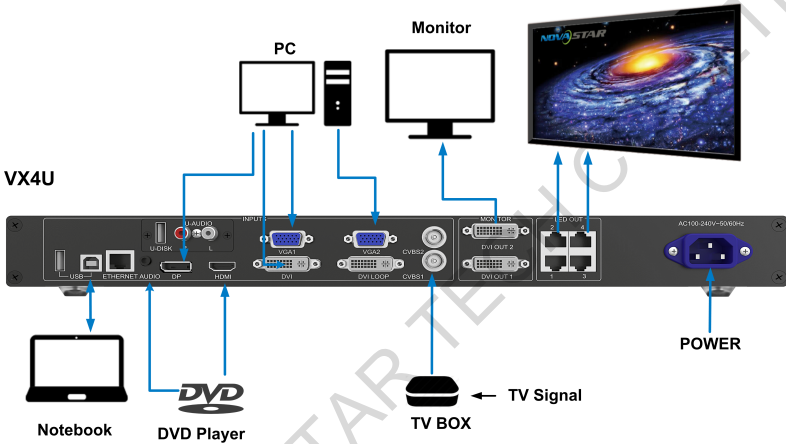 PC
Monitor
NOVASTAR
VX4U
INPUTS
U-AUDIO
U-DISK
L
VGA1
VGA2
CVBS2
MONITOR
DVI OUT 2
LED OUT
2
4
AC100-240V~50/60Hz
USB
ETHERNET
AUDIO
DP
HDMI
DVI
DVI LOOP
CVBS1
DVI OUT 1
1
3
POWER
Notebook
DVD
DVD Player
TV BOX
TV Signal
STAR TECH C